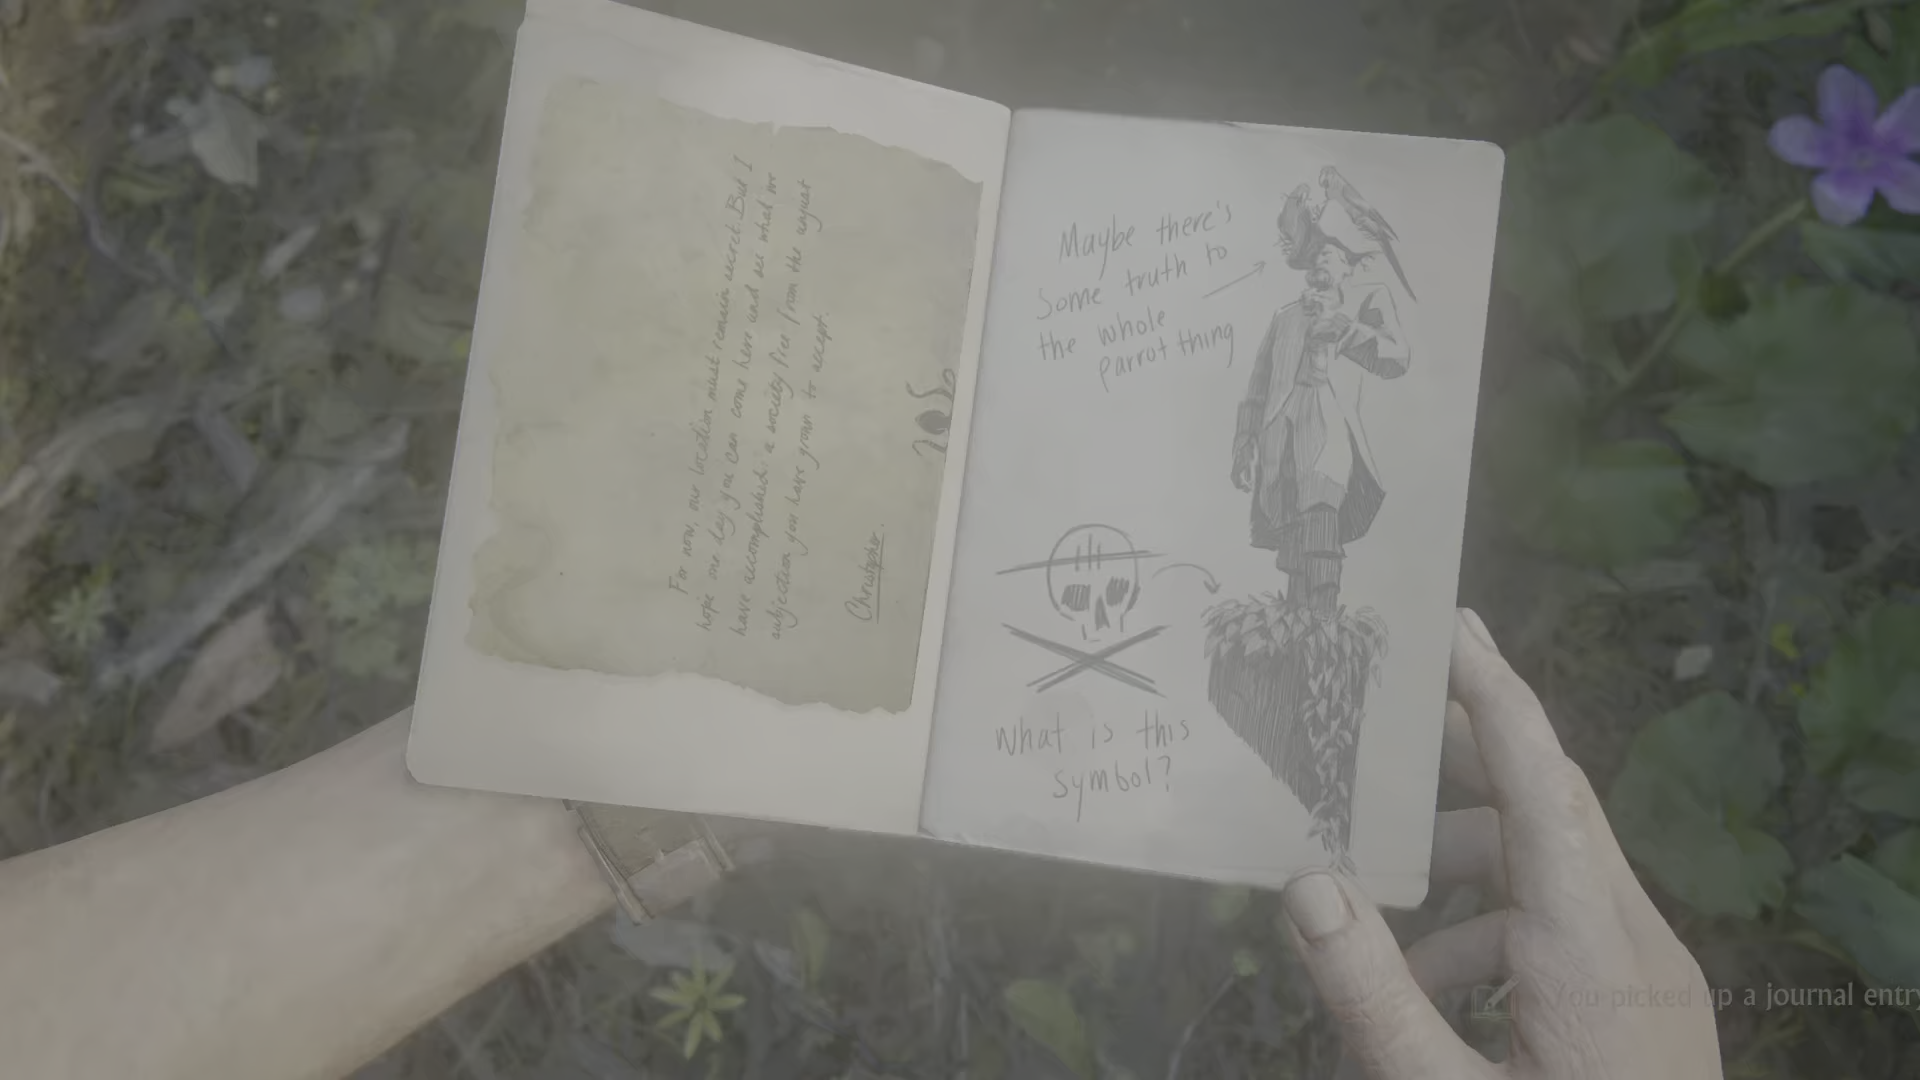 For now, our location must remain secret. But I
hope one day you can come here and see what we
have accomplished: a society free from the unjust
subjection you have grown to accept.
Christopher.
Maybe there's
Some truth to
the whole
parrot thing
What is this
symbol?
You picked up a journal entry